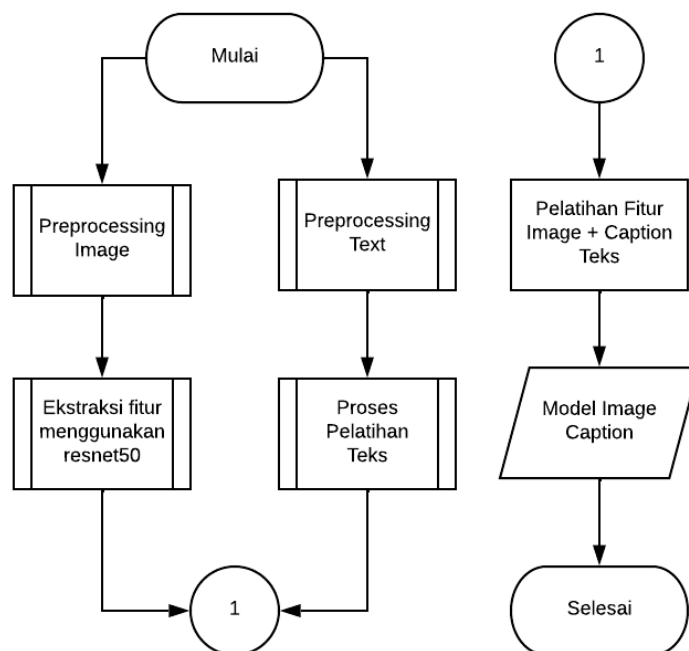 Mulai
Preprocessing
Image
Preprocessing
Text
Ekstraksi fitur
menggunakan
resnet50
Proses
Pelatihan
Teks
1
1
Pelatihan Fitur
Image + Caption
Teks
Model Image
Caption
Selesai